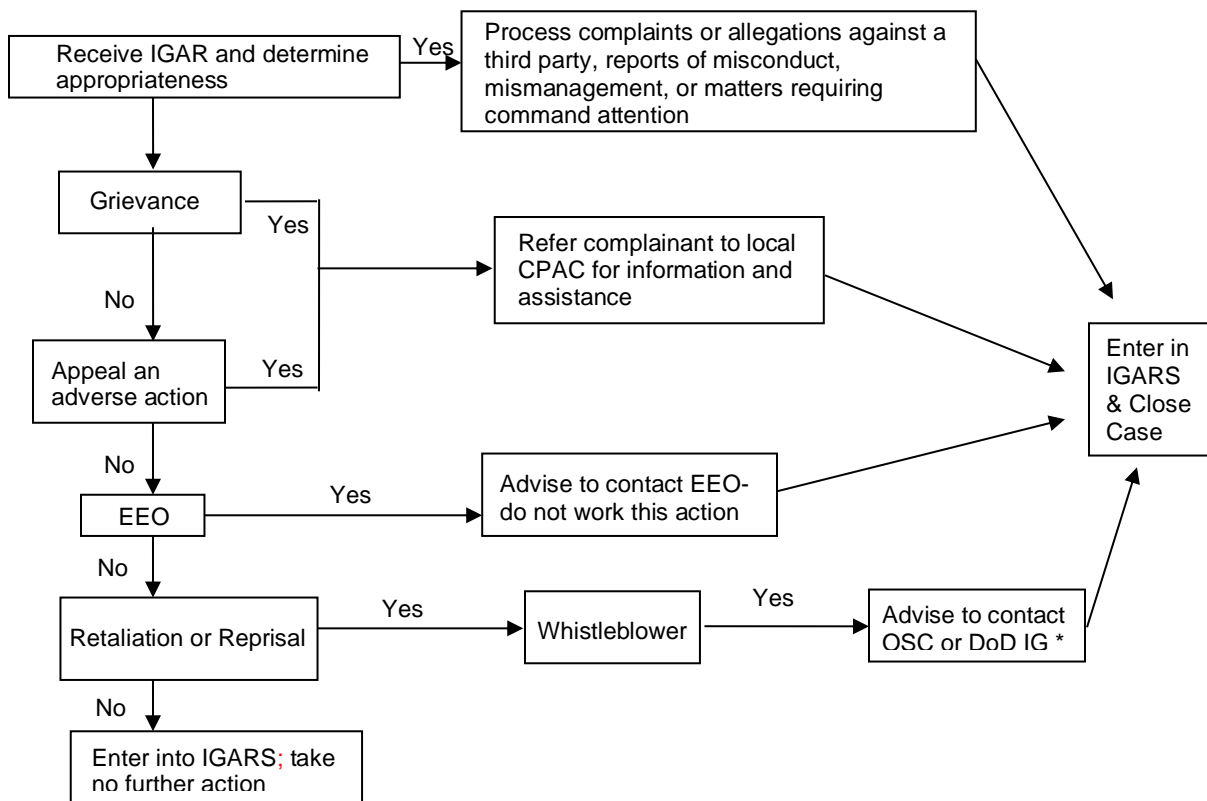 Receive IGAR and determine
appropriateness
Yes
Process complaints or allegations against a
third party, reports of misconduct,
mismanagement, or matters requiring
command attention
Grievance
Yes
Refer complainant to local
CPAC for information and
assistance
No
Appeal an
adverse action
Yes
Enter in
IGARS
& Close
Case
No
EEO
Yes
Advise to contact EEO-
do not work this action
No
Retaliation or Reprisal
Yes
Whistleblower
Yes
Advise to contact
OSC or DoD IG *
No
Enter into IGARS; take
no further action